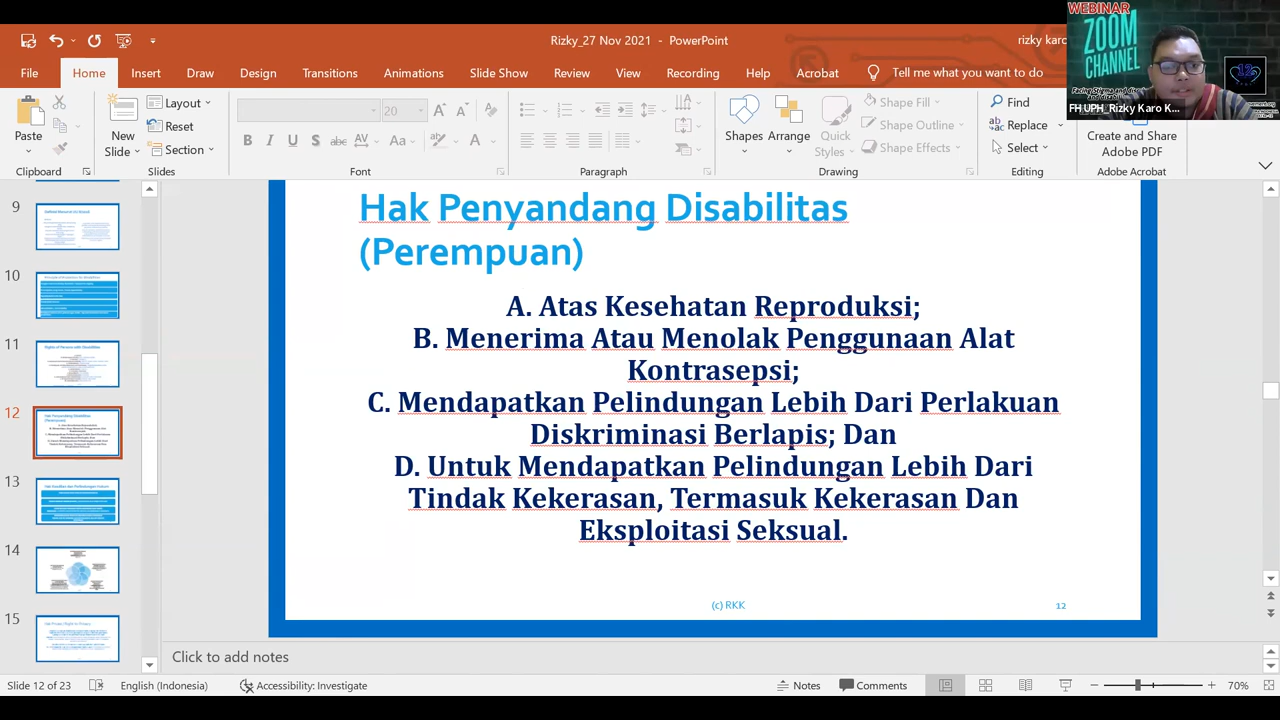 WEBINAR
ZOOM
CHANNEL
FH UPH_Rizky Karo K...
Rizky_27 Nov 2021 - PowerPoint
rizky karo
File Home Insert Draw Design Transitions Animations Slide Show Review View Recording Help Acrobat Tell me what you want to do
Paste
Clipboard
New
Slide
Layout
Reset
Section
Slides
20
Font
Paragraph
Shapes
Arrange
Quick
Styles
Shape Fill
Shape Outline
Shape Effects
Drawing
Find
Replace
Select
Editing
Create and Share
Adobe PDF
Adobe Acrobat
9
10
11
12
13
14
15
Hak Penyandang Disabilitas
(Perempuan)
A. Atas Kesehatan Reproduksi;
B. Menerima Atau Menolak Penggunaan Alat
Kontrasepsi;
C. Mendapatkan Pelindungan Lebih Dari Perlakuan
Diskriminasi Berlapis; Dan
D. Untuk Mendapatkan Pelindungan Lebih Dari
Tindak Kekerasan, Termasuk Kekerasan Dan
Eksploitasi Seksual.
(c) RKK
12
Click to add notes
Slide 12 of 23 English (Indonesia) Accessibility: Investigate Notes Comments 70%